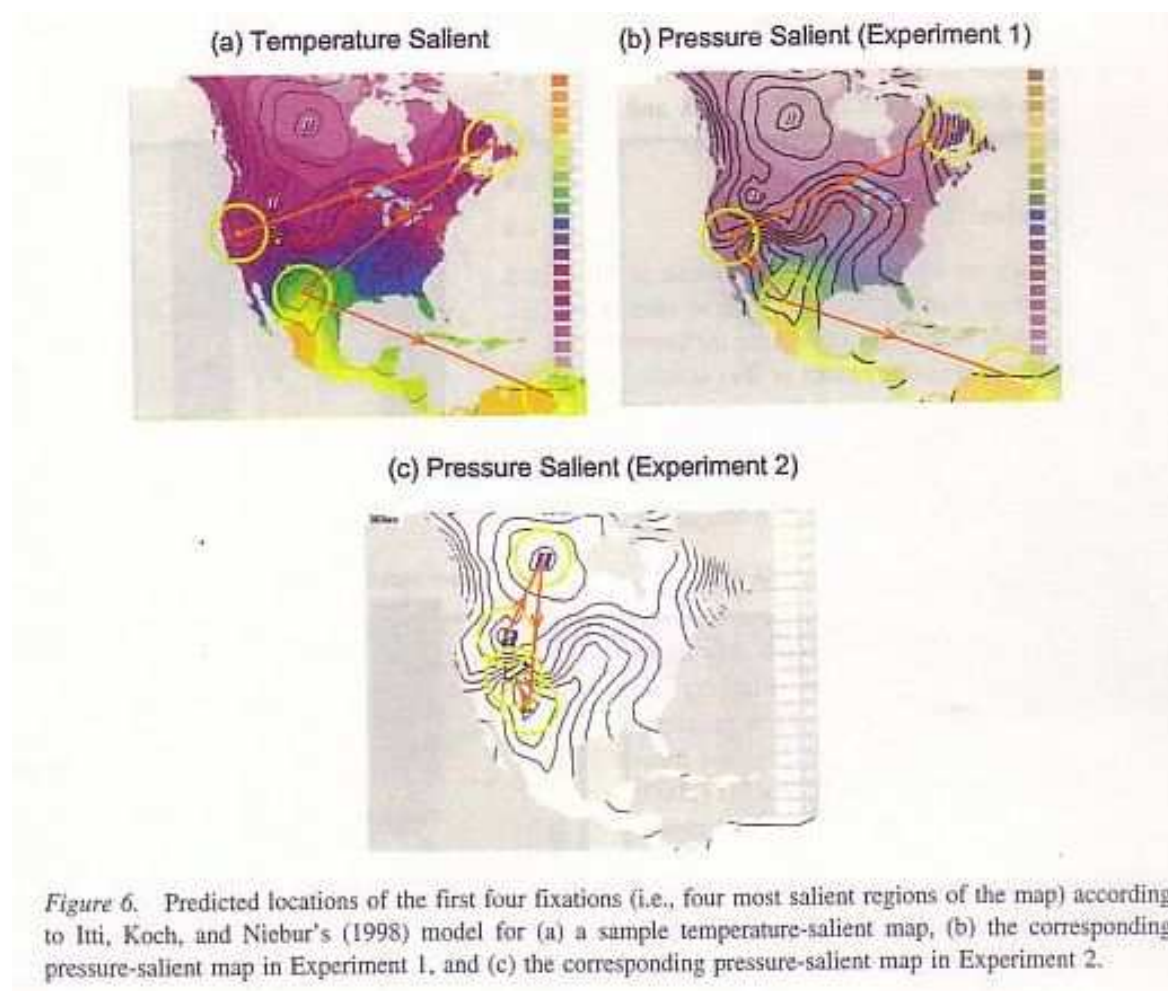 (a) Temperature Salient
(b) Pressure Salient (Experiment 1)
H
H
H
(c) Pressure Salient (Experiment 2)
H
H
Figure 6. Predicted locations of the first four fixations (i.e., four most salient regions of the map) according
to Itti, Koch, and Niebur's (1998) model for (a) a sample temperature-salient map, (b) the corresponding
pressure-salient map in Experiment 1, and (c) the corresponding pressure-salient map in Experiment 2.